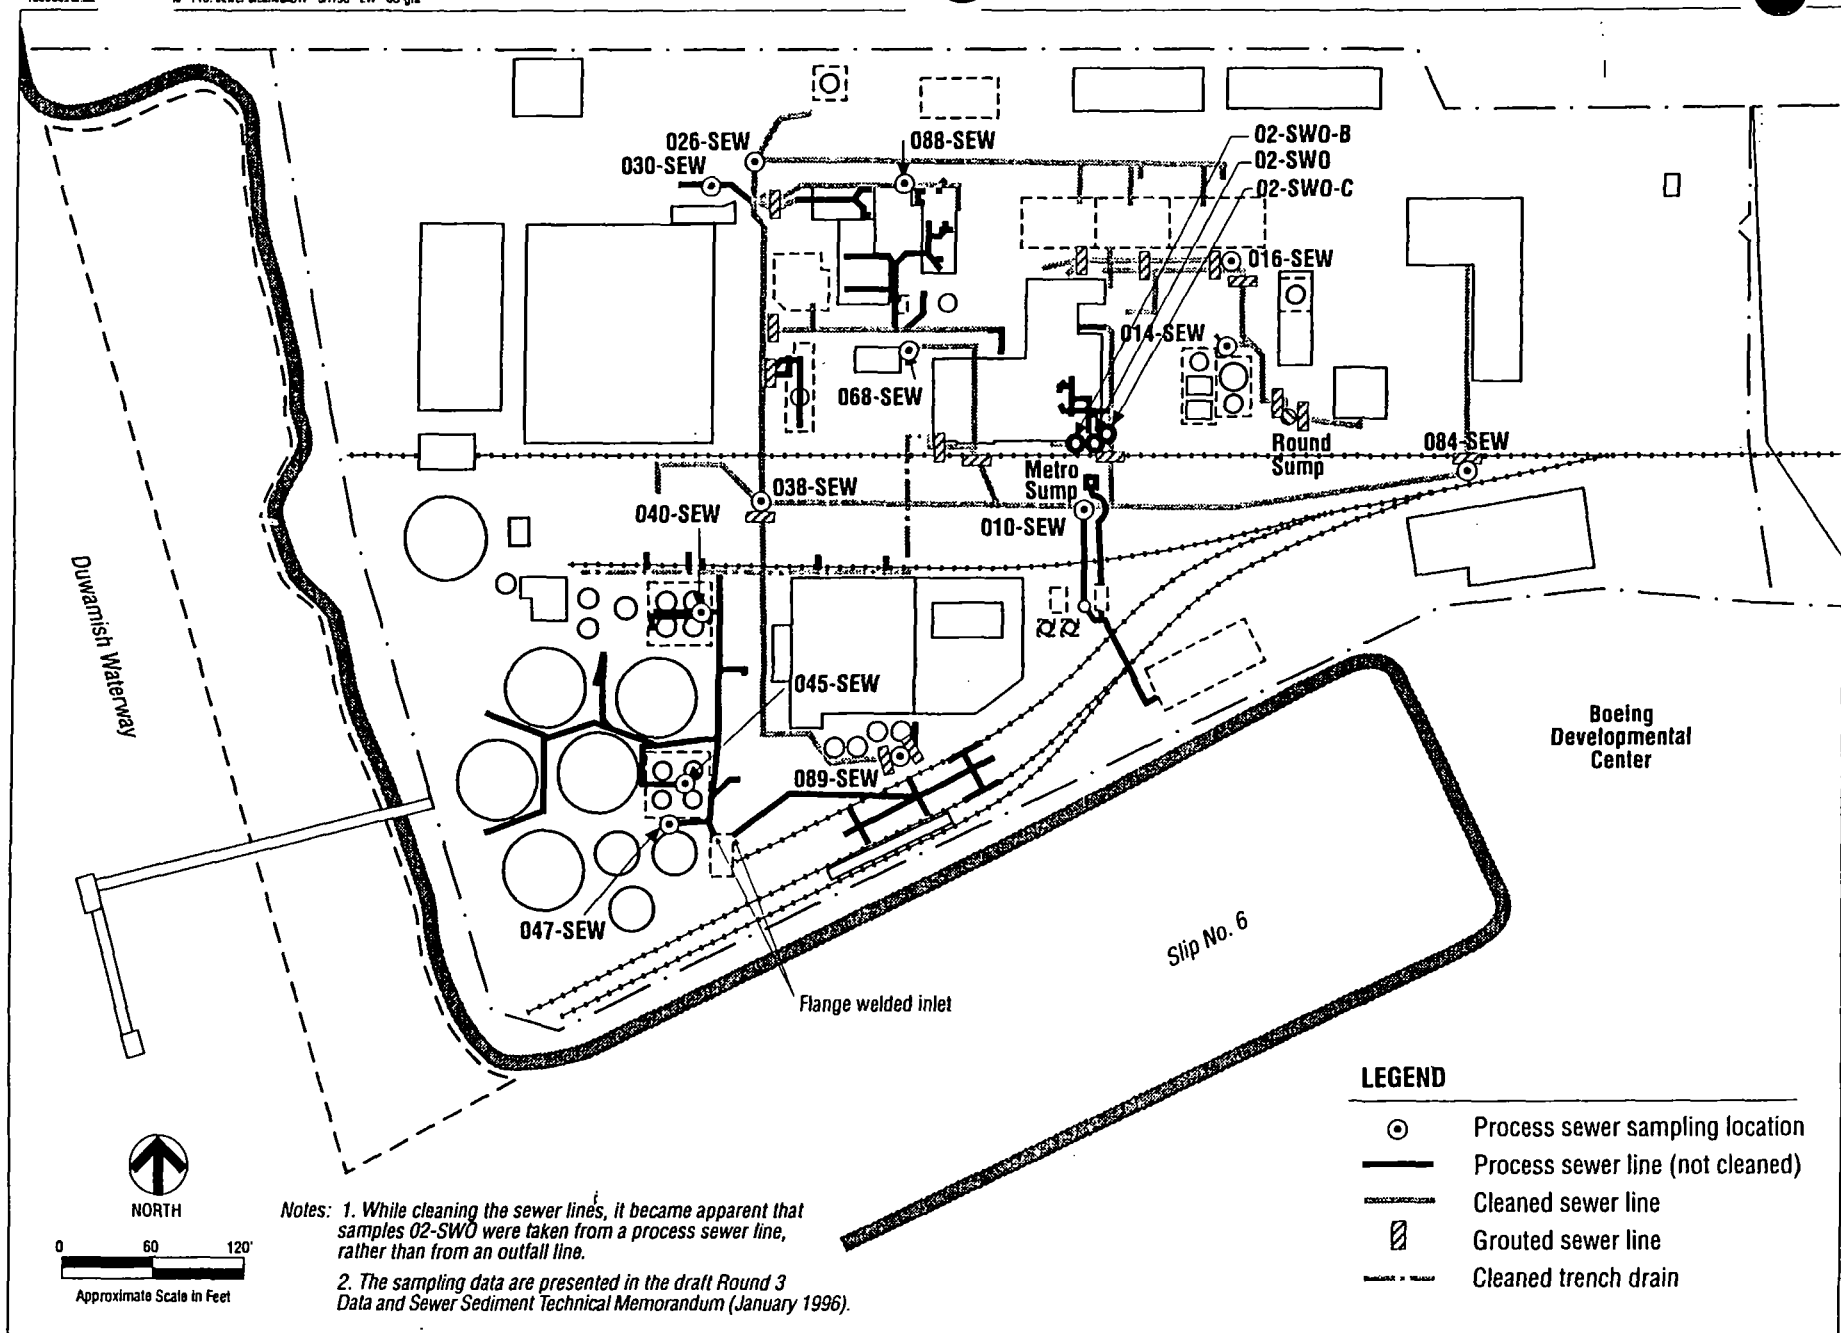 026-SEW
088-SEW
02-SWO-B
030-SEW
02-SWO
02-SWO-C
016-SEW
014-SEW
068-SEW
Round
Sump
084-SEW
Metro
Sump
038-SEW
040-SEW
010-SEW
Duwamish Waterway
045-SEW
089-SEW
Boeing
Developmental
Center
047-SEW
Slip No. 6
Flange welded inlet
LEGEND
Process sewer sampling location
Process sewer line (not cleaned)
Cleaned sewer line
Grouted sewer line
Cleaned trench drain
NORTH
0 60 120'
Approximate Scale in Feet
Notes: 1. While cleaning the sewer lines, it became apparent that
samples 02-SWO were taken from a process sewer line,
rather than from an outfall line.
2. The sampling data are presented in the draft Round 3
Data and Sewer Sediment Technical Memorandum (January 1996).